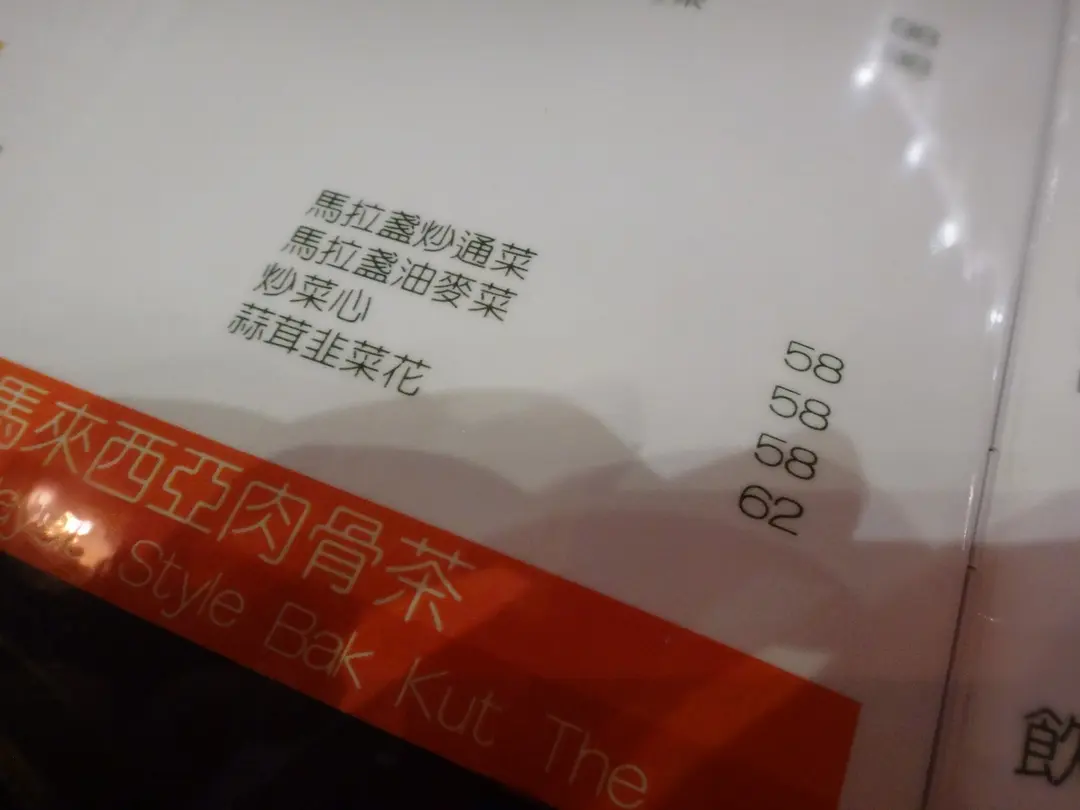 馬拉盞炒通菜 58
馬拉盞油麥菜 58
炒菜心 58
蒜茸韭菜花 62
馬來西亞肉骨茶
Style Bak Kut The
飲